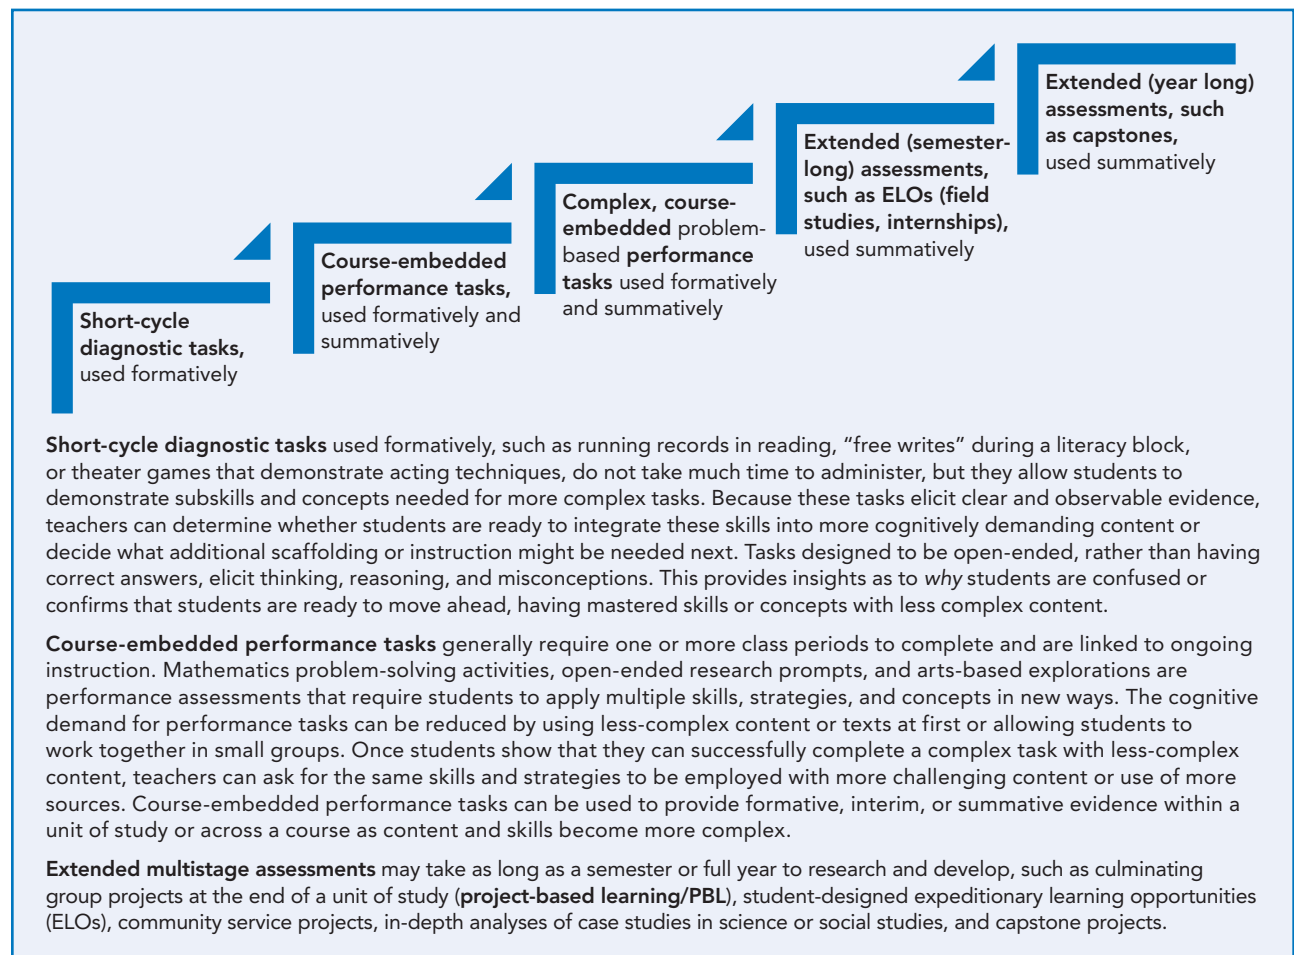 Short-cycle
diagnostic tasks,
used formatively
Course-embedded
performance tasks,
used formatively and
summatively
Complex, course-
embedded problem-
based performance
tasks used formatively
and summatively
Extended (semester-
long) assessments,
such as ELOs (field
studies, internships),
used summatively
Extended (year long)
assessments, such
as capstones,
used summatively
Short-cycle diagnostic tasks used formatively, such as running records in reading, “free writes” during a literacy block,
or theater games that demonstrate acting techniques, do not take much time to administer, but they allow students to
demonstrate subskills and concepts needed for more complex tasks. Because these tasks elicit clear and observable evidence,
teachers can determine whether students are ready to integrate these skills into more cognitively demanding content or
decide what additional scaffolding or instruction might be needed next. Tasks designed to be open-ended, rather than having
correct answers, elicit thinking, reasoning, and misconceptions. This provides insights as to why students are confused or
confirms that students are ready to move ahead, having mastered skills or concepts with less complex content.
Course-embedded performance tasks generally require one or more class periods to complete and are linked to ongoing
instruction. Mathematics problem-solving activities, open-ended research prompts, and arts-based explorations are
performance assessments that require students to apply multiple skills, strategies, and concepts in new ways. The cognitive
demand for performance tasks can be reduced by using less-complex content or texts at first or allowing students to
work together in small groups. Once students show that they can successfully complete a complex task with less-complex
content, teachers can ask for the same skills and strategies to be employed with more challenging content or use of more
sources. Course-embedded performance tasks can be used to provide formative, interim, or summative evidence within a
unit of study or across a course as content and skills become more complex.
Extended multistage assessments may take as long as a semester or full year to research and develop, such as culminating
group projects at the end of a unit of study (project-based learning/PBL), student-designed expeditionary learning opportunities
(ELOs), community service projects, in-depth analyses of case studies in science or social studies, and capstone projects.